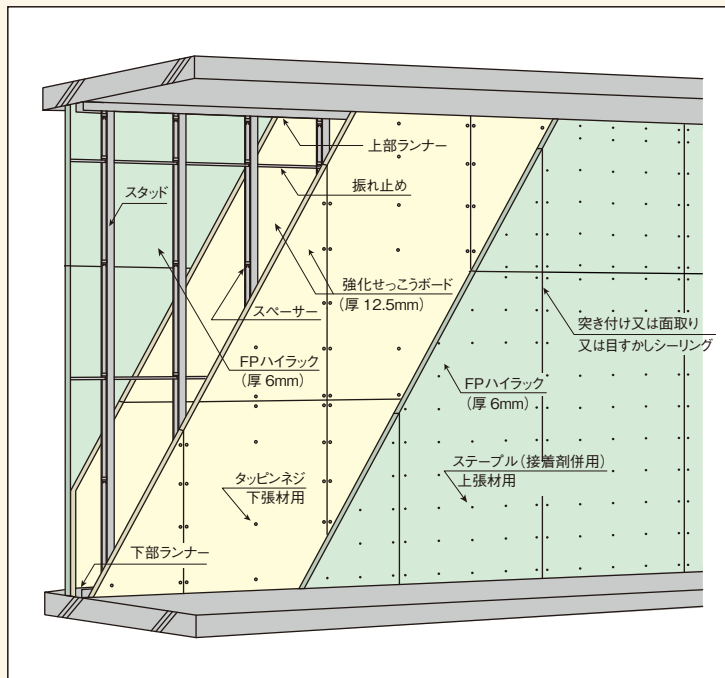 上部ランナー
振れ止め
スタッド
強化せっこうボード
(厚 12.5mm)
スペーサー
突き付け又は面取り
又は目すかしシーリング
FPハイラック
(厚 6mm)
FPハイラック
(厚 6mm)
ステープル(接着剤併用)
上張材用
タッピンネジ
下張材用
下部ランナー